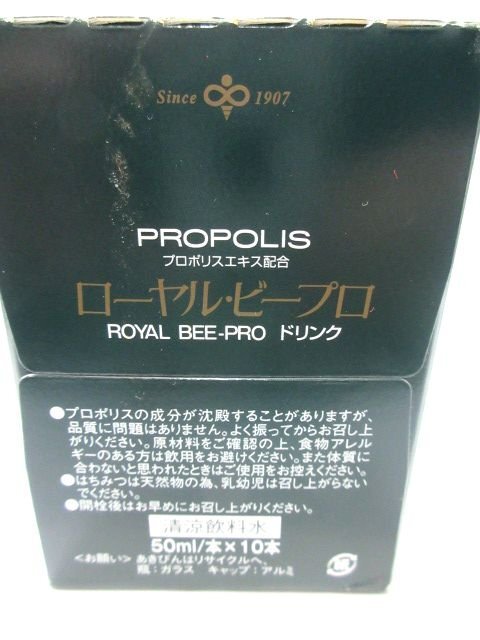 Since 1907
PROPOLIS
プロポリスエキス配合
ローヤル・ビープロ
ROYAL BEE-PRO ドリンク
●プロポリスの成分が沈殿することがありますが、
品質に問題はありません。よく振ってからお召し上
がりください。原材料をご確認の上、食物アレル
ギーのある方は飲用をお避けください。また体質に
合わないと思われたときはご使用をお控えください。
●はちみつは天然物の為、乳幼児は召し上がらない
でください。
●開栓後はお早めにお召し上がりください。
清涼飲料水
50ml/本×10本
<お願い> あきびんはリサイクルへ。
瓶:ガラス キャップ:アルミ